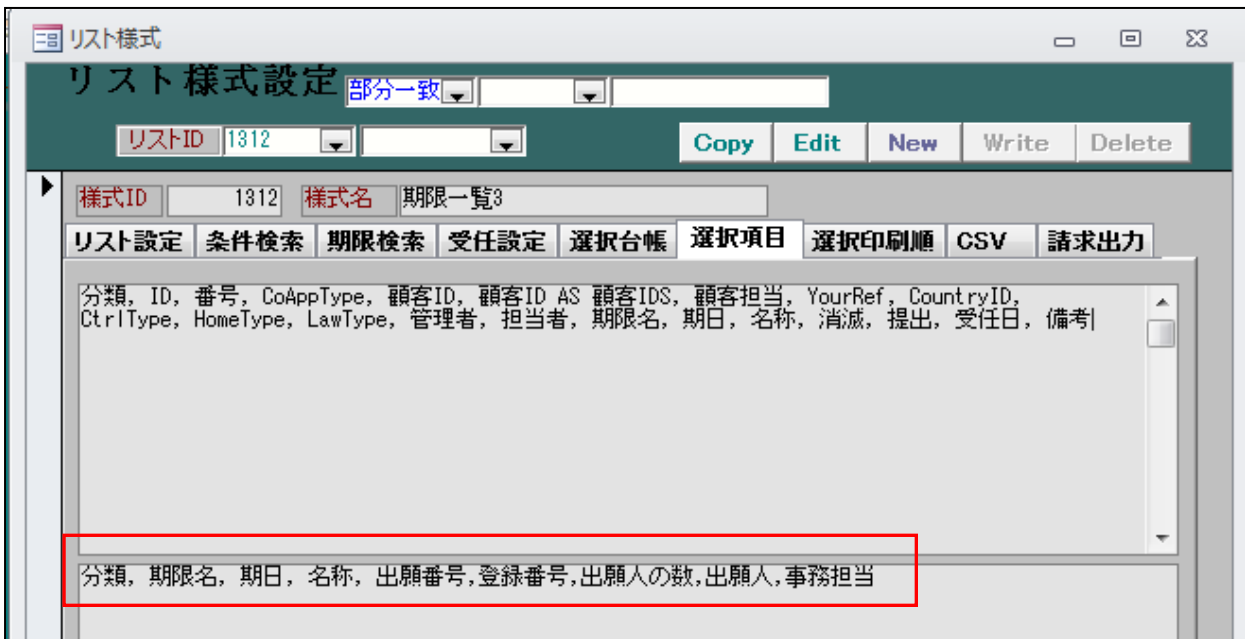 リスト様式
リスト様式設定 部分一致
リストID 1312 Copy Edit New Write Delete
様式ID 1312 様式名 期限一覧3
リスト設定 条件検索 期限検索 受任設定 選択台帳 選択項目 選択印刷順 CSV 請求出力
分類, ID, 番号, CoAppType, 顧客ID, 顧客ID AS 顧客IDS, 顧客担当, YourRef, CountryID,
CtrlType, HomeType, LawType, 管理者, 担当者, 期限名, 期日, 名称, 消滅, 提出, 受任日, 備考
分類, 期限名, 期日, 名称, 出願番号,登録番号,出願人の数,出願人,事務担当